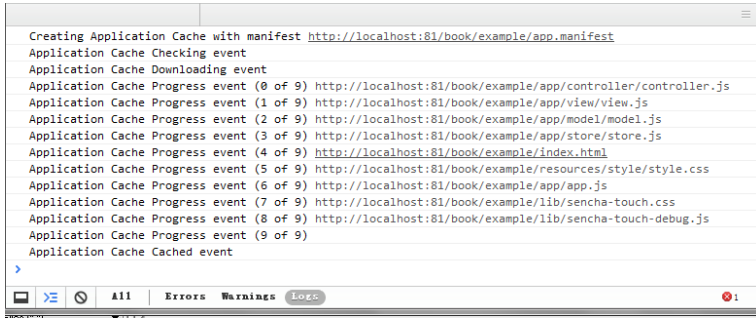 Creating Application Cache with manifest http://localhost:81/book/example/app.manifest
Application Cache Checking event
Application Cache Downloading event
Application Cache Progress event (0 of 9) http://localhost:81/book/example/app/controller/controller.js
Application Cache Progress event (1 of 9) http://localhost:81/book/example/app/view/view.js
Application Cache Progress event (2 of 9) http://localhost:81/book/example/app/model/model.js
Application Cache Progress event (3 of 9) http://localhost:81/book/example/app/store/store.js
Application Cache Progress event (4 of 9) http://localhost:81/book/example/index.html
Application Cache Progress event (5 of 9) http://localhost:81/book/example/resources/style/style.css
Application Cache Progress event (6 of 9) http://localhost:81/book/example/app/app.js
Application Cache Progress event (7 of 9) http://localhost:81/book/example/lib/sencha-touch.css
Application Cache Progress event (8 of 9) http://localhost:81/book/example/lib/sencha-touch-debug.js
Application Cache Progress event (9 of 9)
Application Cache Cached event
>
All | Errors Warnings Logs 1